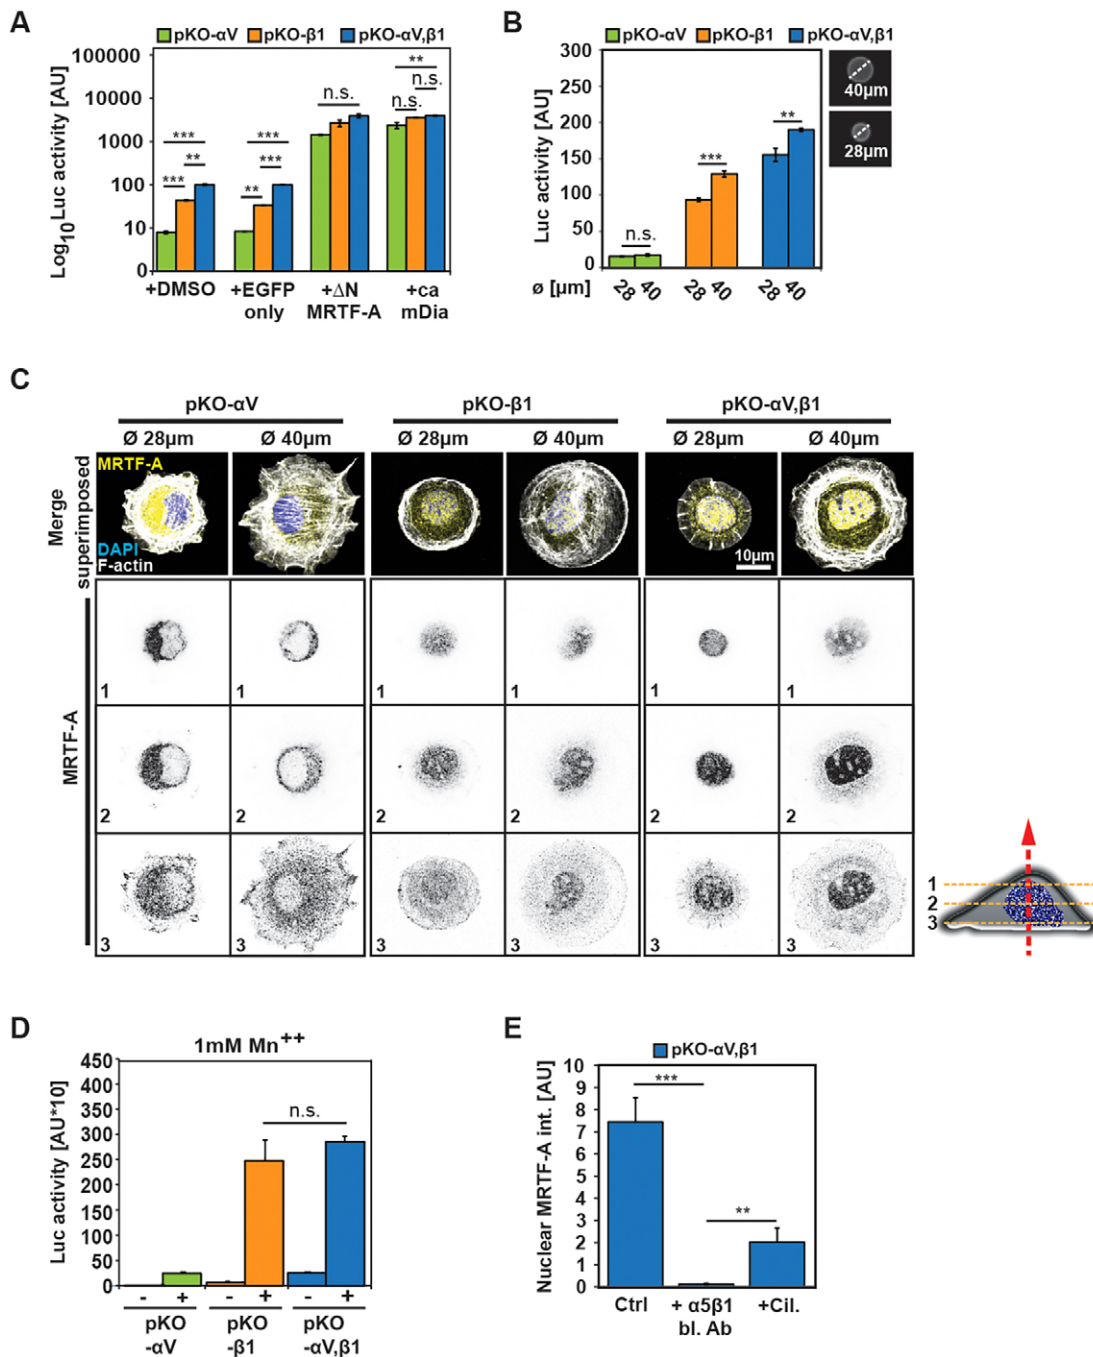 A
pKO-αV pKO-β1 pKO-αV,β1
Log10Luc activity [AU]
100000
10000
1000
100
10
0
***
**
***
***
***
**
n.s.
**
n.s.
n.s.
+DMSO
+EGFP only
+ΔN MRTF-A
+ca mDia
B
pKO-αV pKO-β1 pKO-αV,β1
Luc activity [AU]
300
250
200
150
100
50
0
n.s.
***
**
ø [µm]
28 40 28 40 28 40
40µm
28µm
C
pKO-αV pKO-β1 pKO-αV,β1
Ø 28µm Ø 40µm Ø 28µm Ø 40µm Ø 28µm Ø 40µm
Merge
superimposed
MRTF-A
DAPI
F-actin
10µm
MRTF-A
1 1 1 1 1 1
2 2 2 2 2 2
3 3 3 3 3 3
1
2
3
D
1mM Mn++
Luc activity [AU*10]
450
400
350
300
250
200
150
100
50
0
n.s.
- + - + - +
pKO -αV
pKO -β1
pKO -αV,β1
E
pKO-αV,β1
Nuclear MRTF-A int. [AU]
10
9
8
7
6
5
4
3
2
1
0
***
**
Ctrl
+ α5β1 bl. Ab
+Cil.